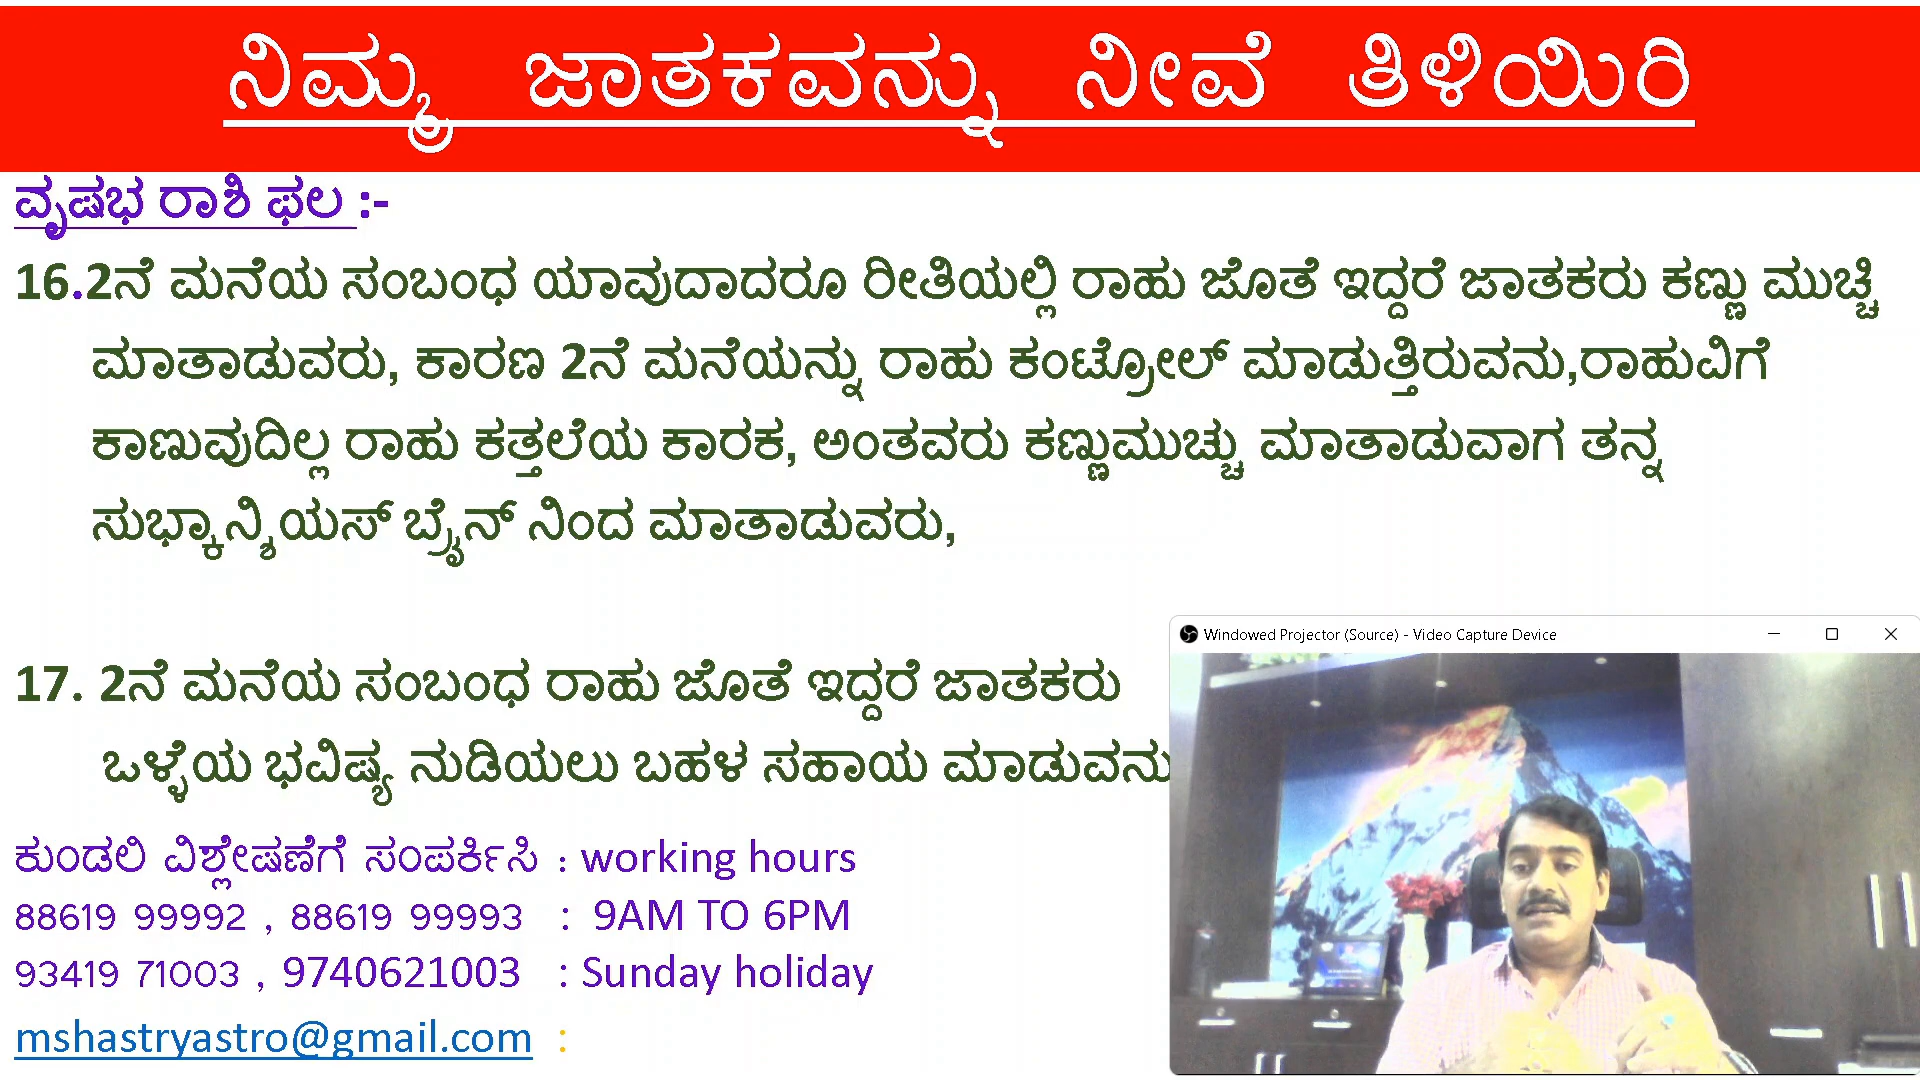 ನಿಮ್ಮ ಜಾತಕವನ್ನು ನೀವೆ ತಿಳಿಯಿರಿ
ವೃಷಭ ರಾಶಿ ಫಲ :-
16.2ನೆ ಮನೆಯ ಸಂಬಂಧ ಯಾವುದಾದರೂ ರೀತಿಯಲ್ಲಿ ರಾಹು ಜೊತೆ ಇದ್ದರೆ ಜಾತಕರು ಕಣ್ಣು ಮುಚ್ಚಿ
ಮಾತಾಡುವರು, ಕಾರಣ 2ನೆ ಮನೆಯನ್ನು ರಾಹು ಕಂಟ್ರೋಲ್ ಮಾಡುತ್ತಿರುವನು,ರಾಹುವಿಗೆ
ಕಾಣುವುದಿಲ್ಲ ರಾಹು ಕತ್ತಲೆಯ ಕಾರಕ, ಅಂತವರು ಕಣ್ಣುಮುಚ್ಚು ಮಾತಾಡುವಾಗ ತನ್ನ
ಸುಭ್ಕಾನ್ಶಿಯಸ್ ಬ್ರೈನ್ ನಿಂದ ಮಾತಾಡುವರು,
17. 2ನೆ ಮನೆಯ ಸಂಬಂಧ ರಾಹು ಜೊತೆ ಇದ್ದರೆ ಜಾತಕರು
ಒಳ್ಳೆಯ ಭವಿಷ್ಯ ನುಡಿಯಲು ಬಹಳ ಸಹಾಯ ಮಾಡುವನು
Windowed Projector (Source) - Video Capture Device
ಕುಂಡಲಿ ವಿಶ್ಲೇಷಣೆಗೆ ಸಂಪರ್ಕಿಸಿ : working hours
88619 99992 , 88619 99993 : 9AM TO 6PM
93419 71003 , 9740621003 : Sunday holiday
mshastryastro@gmail.com :